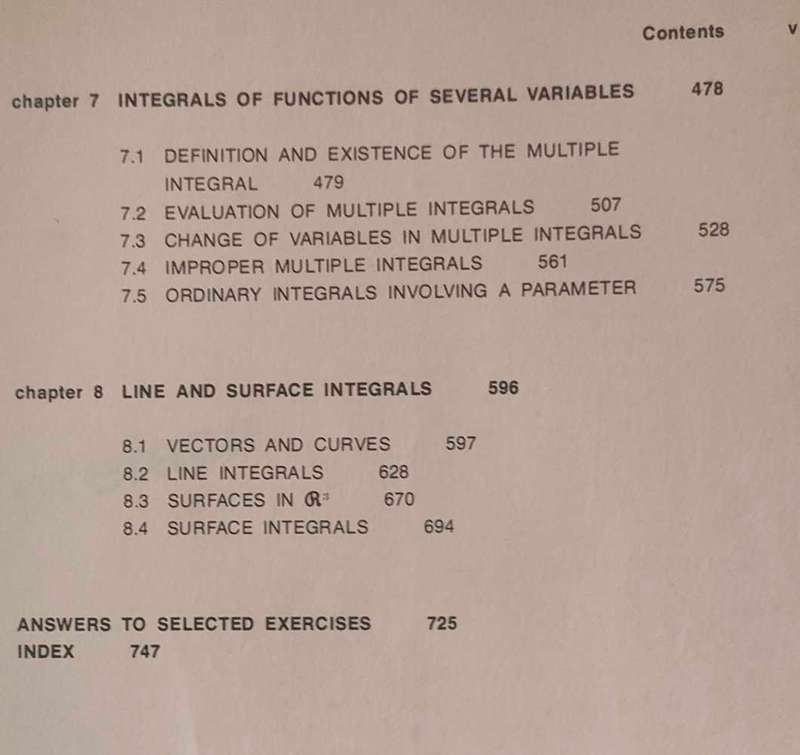 Contents v
chapter 7 INTEGRALS OF FUNCTIONS OF SEVERAL VARIABLES 478
7.1 DEFINITION AND EXISTENCE OF THE MULTIPLE
INTEGRAL 479
7.2 EVALUATION OF MULTIPLE INTEGRALS 507
7.3 CHANGE OF VARIABLES IN MULTIPLE INTEGRALS 528
7.4 IMPROPER MULTIPLE INTEGRALS 561
7.5 ORDINARY INTEGRALS INVOLVING A PARAMETER 575
chapter 8 LINE AND SURFACE INTEGRALS 596
8.1 VECTORS AND CURVES 597
8.2 LINE INTEGRALS 628
8.3 SURFACES IN ℛ³ 670
8.4 SURFACE INTEGRALS 694
ANSWERS TO SELECTED EXERCISES 725
INDEX 747